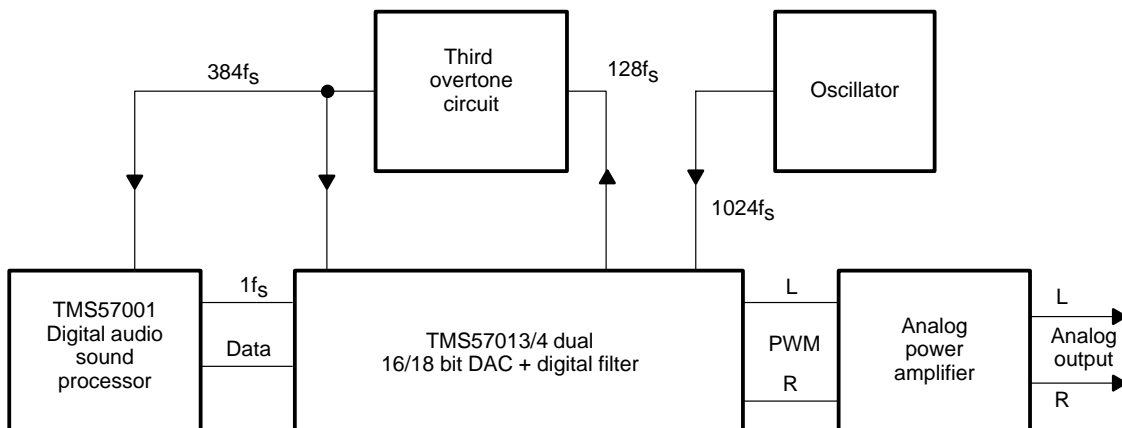 Third
overtone
circuit
384fS
128fS
Oscillator
1024fS
TMS57001
Digital audio
sound
processor
1fS
Data
TMS57013/4 dual
16/18 bit DAC + digital filter
L
PWM
R
Analog
power
amplifier
L
Analog
output
R